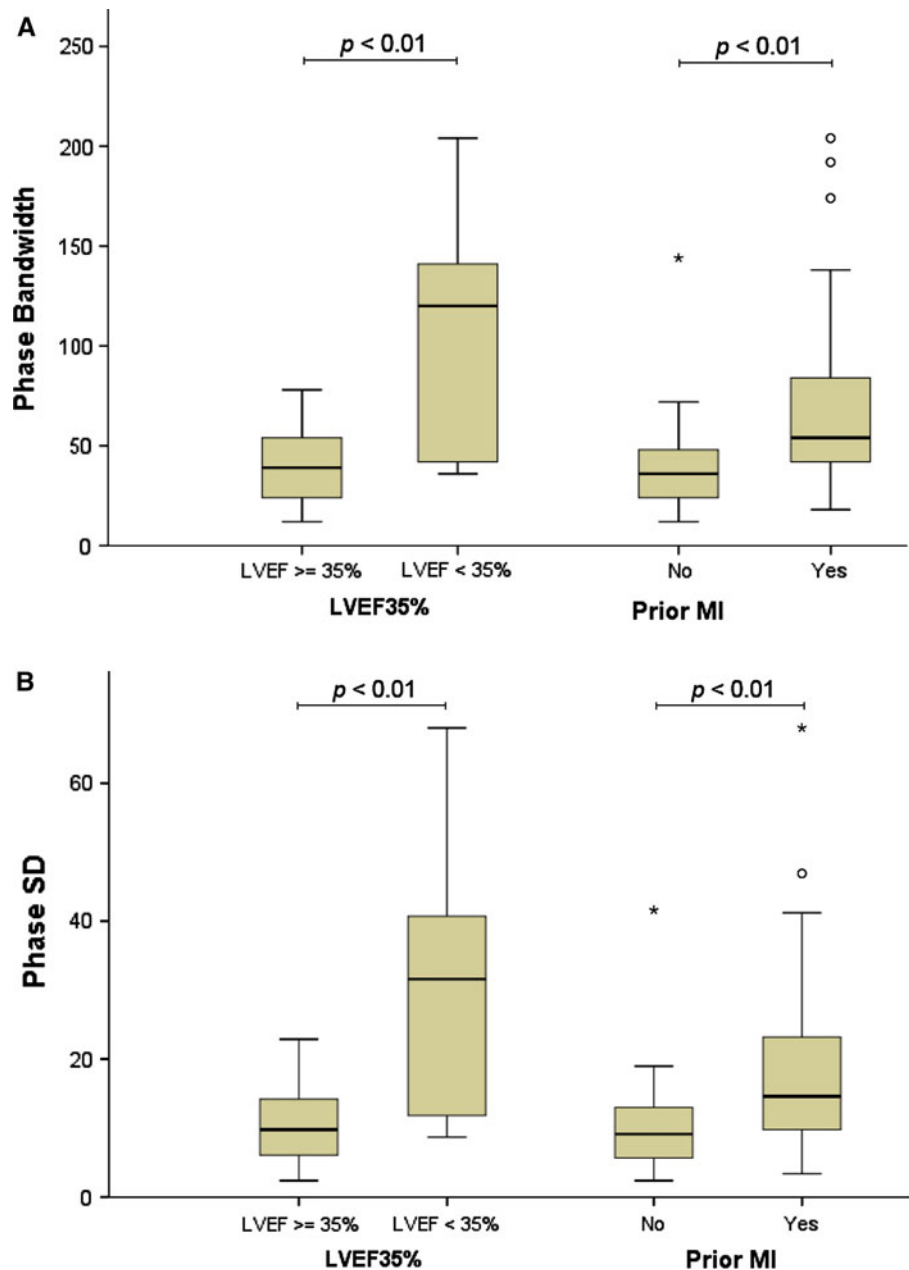 A
250
200
150
100
50
0
Phase Bandwidth
p < 0.01
p < 0.01
*
LVEF >= 35%
LVEF < 35%
No
Yes
LVEF35%
Prior MI
B
60
40
20
0
Phase SD
p < 0.01
p < 0.01
*
*
LVEF >= 35%
LVEF < 35%
No
Yes
LVEF35%
Prior MI